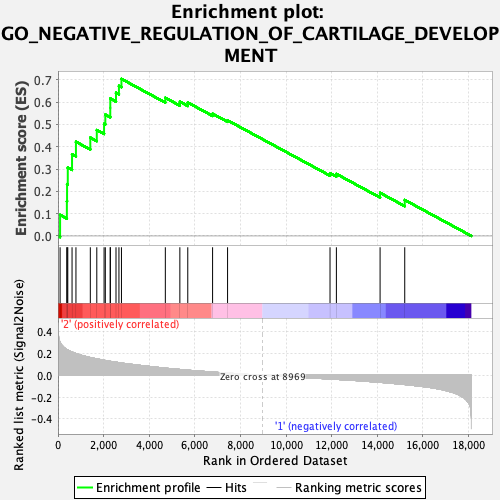 Enrichment plot:
GO_NEGATIVE_REGULATION_OF_CARTILAGE_DEVELOP
MENT
Enrichment score (ES)
0.7
0.6
0.5
0.4
0.3
0.2
0.1
0.0
'2' (positively correlated)
Ranked list metric (Signal2Noise)
0.4
0.2
0.0
-0.2
-0.4
Zero cross at 8969
'1' (negatively correlated)
0 2,000 4,000 6,000 8,000 10,000 12,000 14,000 16,000 18,000
Rank in Ordered Dataset
Enrichment profile Hits Ranking metric scores